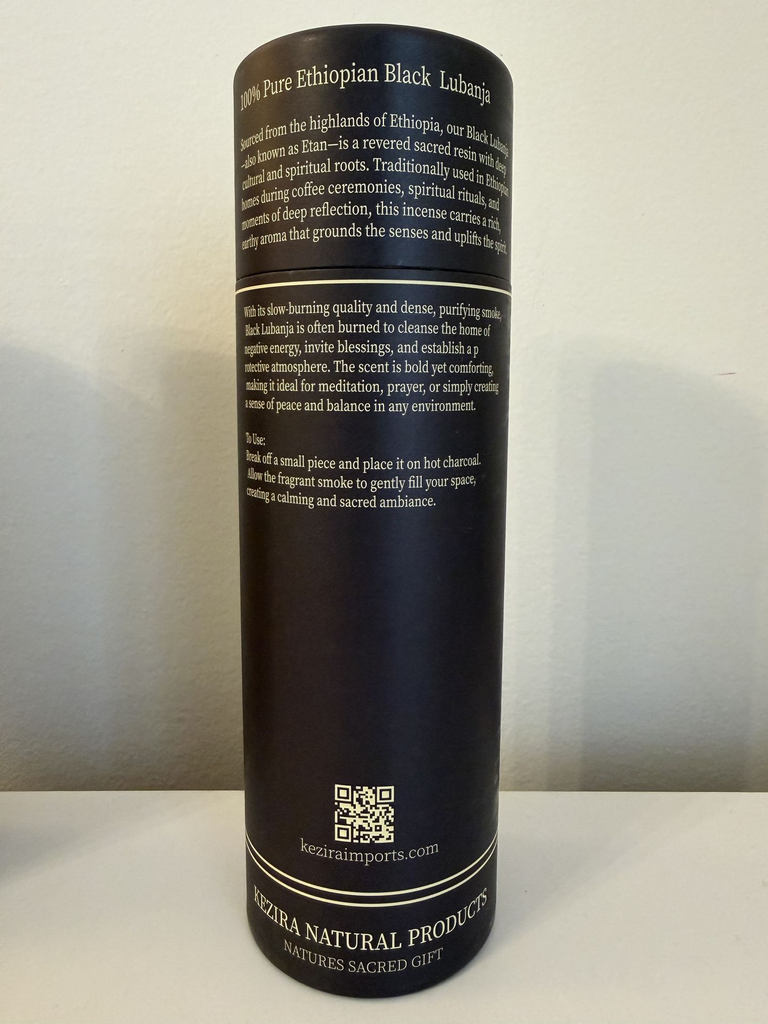 100% Pure Ethiopian Black Lubanja
Sourced from the highlands of Ethiopia, our Black Lubanja
—also known as Etan—is a revered sacred resin with deep
cultural and spiritual roots. Traditionally used in Ethiopian
homes during coffee ceremonies, spiritual rituals, and
moments of deep reflection, this incense carries a rich,
earthy aroma that grounds the senses and uplifts the spirit.
With its slow-burning quality and dense, purifying smoke,
Black Lubanja is often burned to cleanse the home of
negative energy, invite blessings, and establish a p
rotective atmosphere. The scent is bold yet comforting,
making it ideal for meditation, prayer, or simply creating
a sense of peace and balance in any environment.
To Use:
Break off a small piece and place it on hot charcoal.
Allow the fragrant smoke to gently fill your space,
creating a calming and sacred ambiance.
keziraimports.com
KEZIRA NATURAL PRODUCTS
NATURES SACRED GIFT